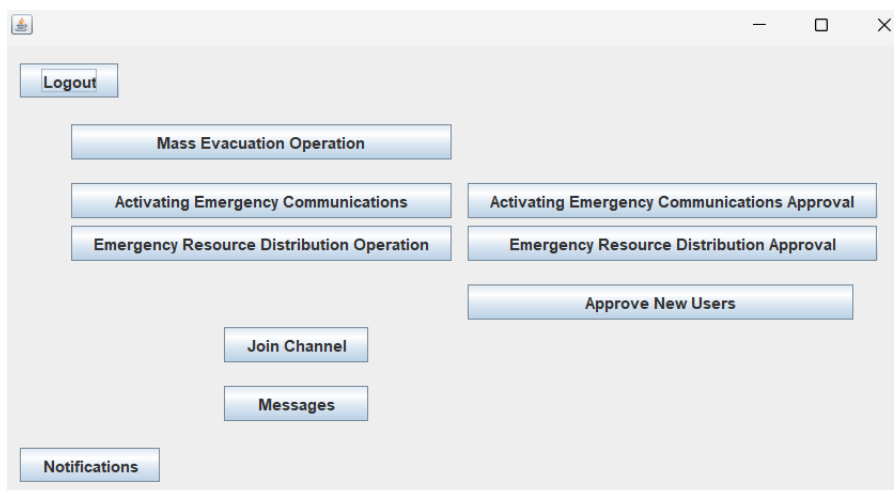 Logout
Mass Evacuation Operation
Activating Emergency Communications
Activating Emergency Communications Approval
Emergency Resource Distribution Operation
Emergency Resource Distribution Approval
Approve New Users
Join Channel
Messages
Notifications